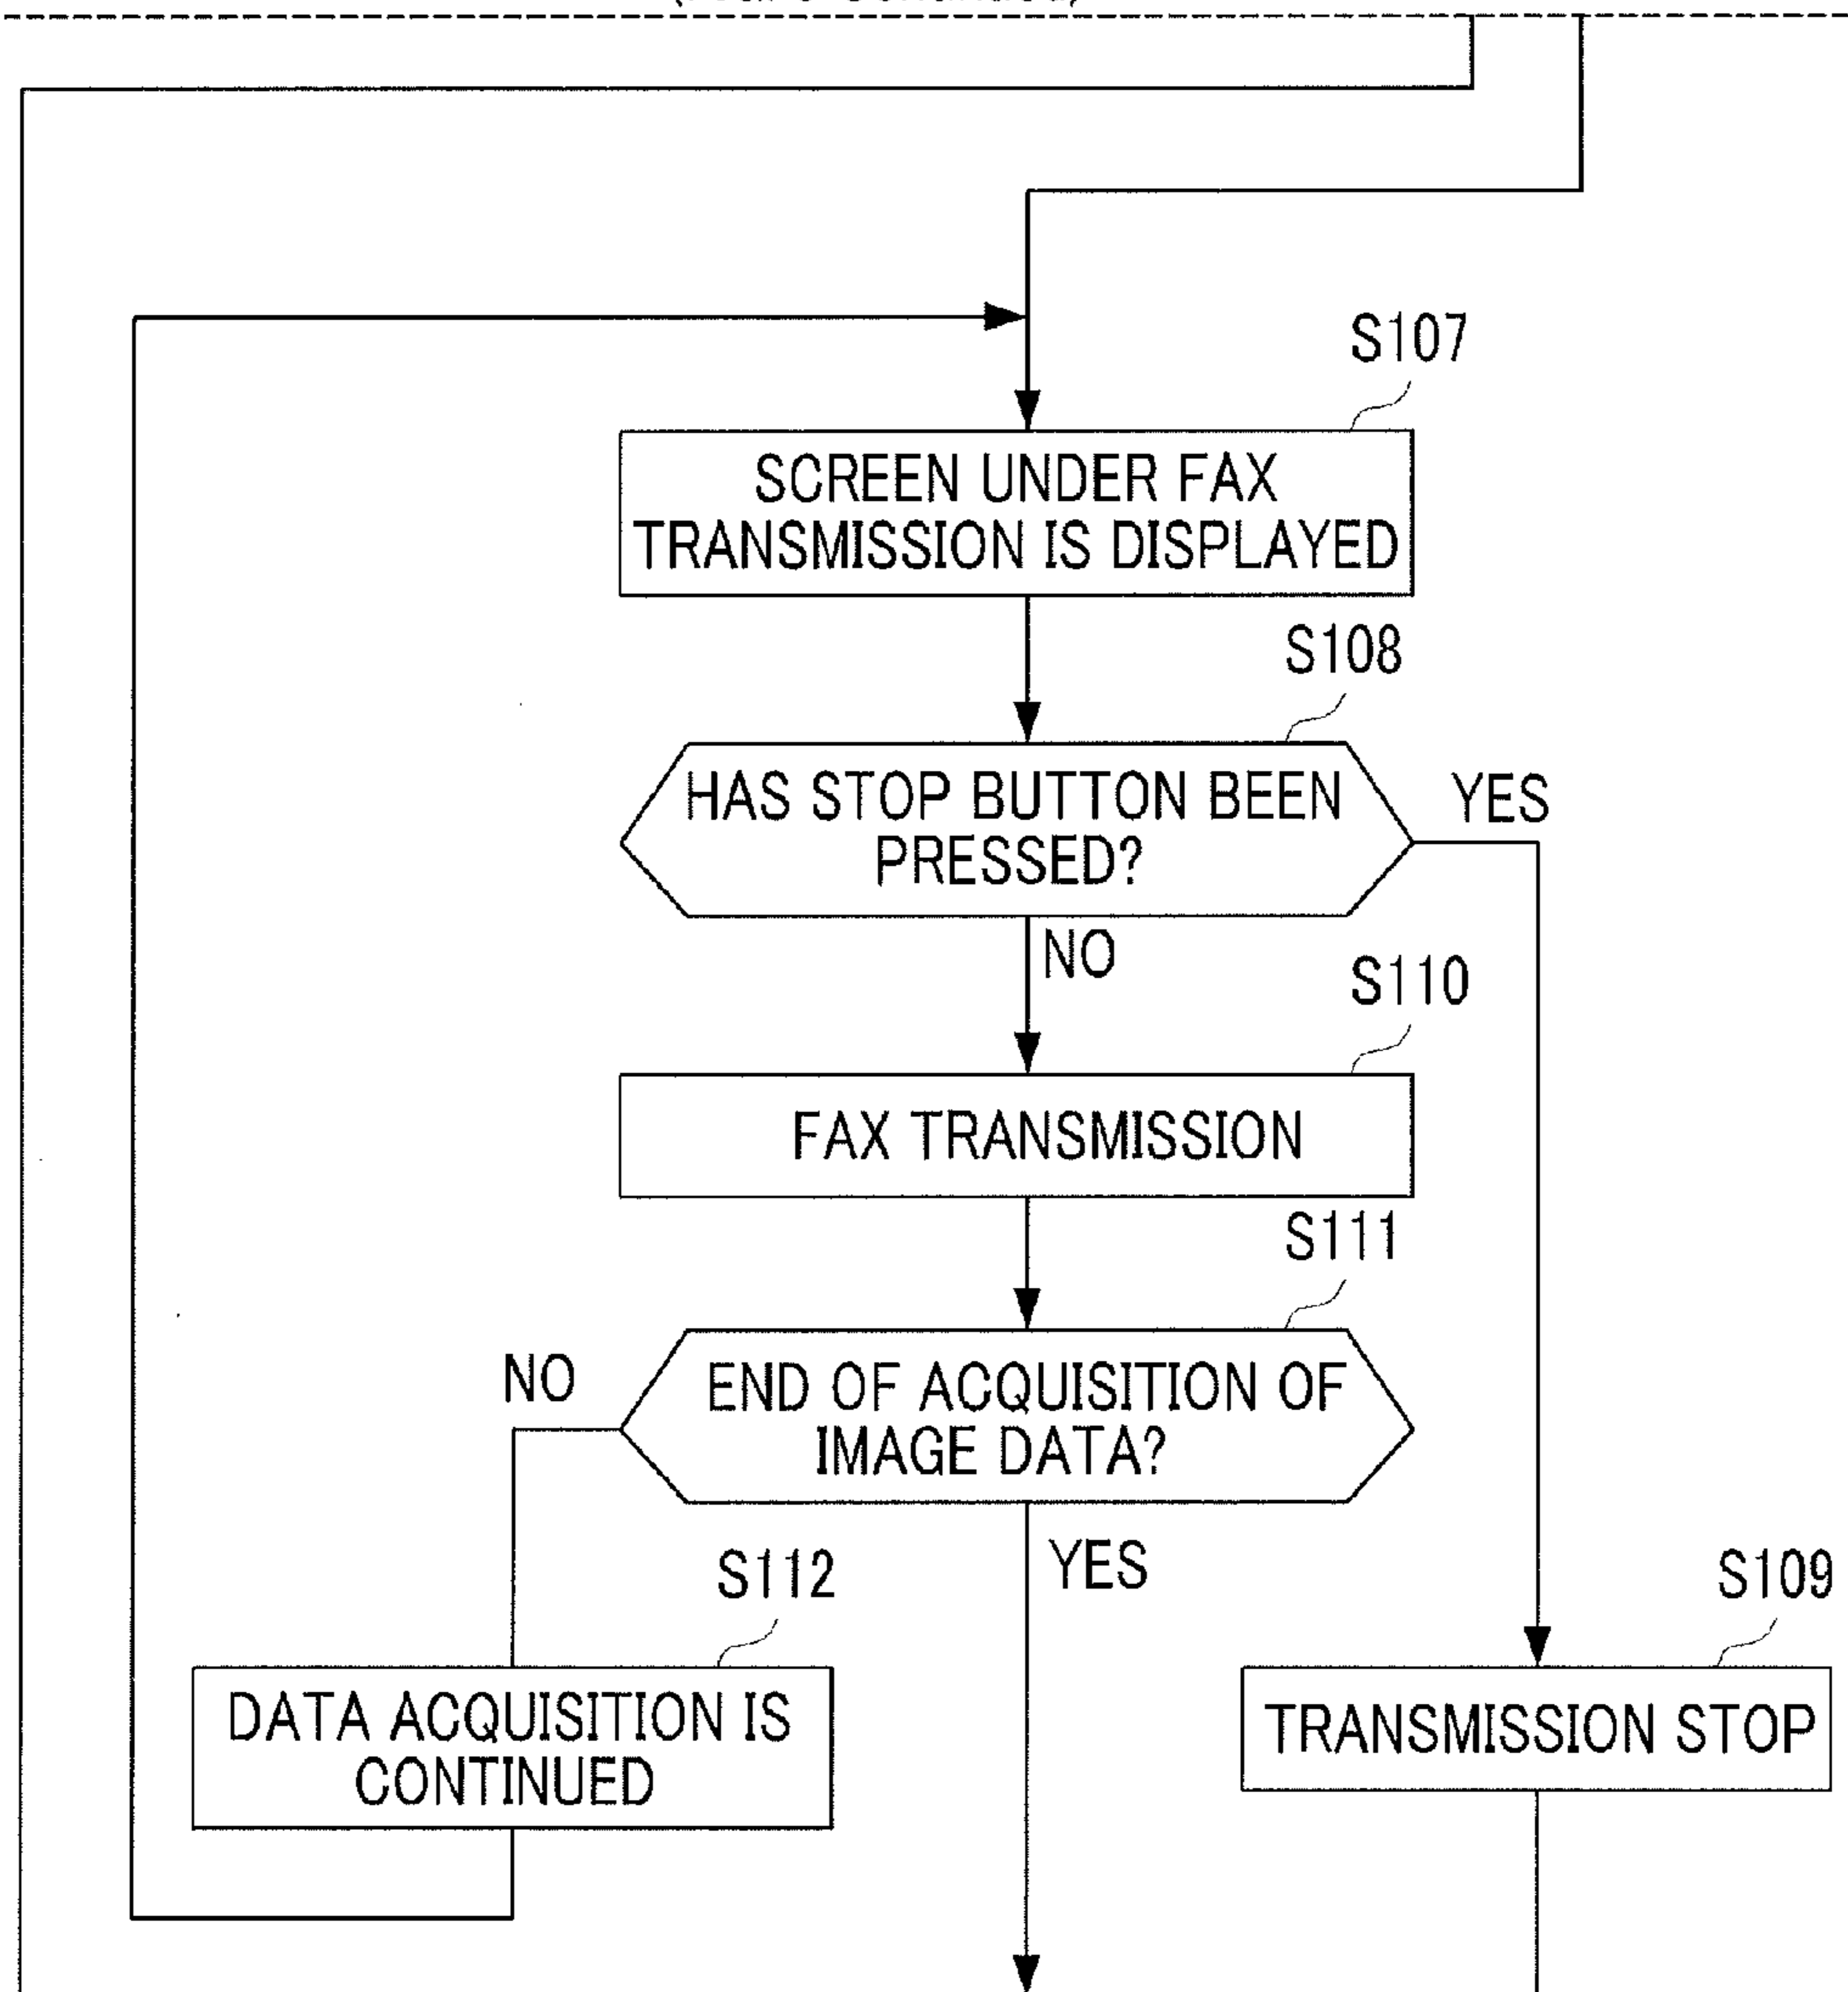 S107
SCREEN UNDER FAX
TRANSMISSION IS DISPLAYED
S108
HAS STOP BUTTON BEEN
PRESSED?
YES
NO
S110
FAX TRANSMISSION
S111
END OF ACQUISITION OF
IMAGE DATA?
NO
YES
S112
DATA ACQUISITION IS
CONTINUED
S109
TRANSMISSION STOP